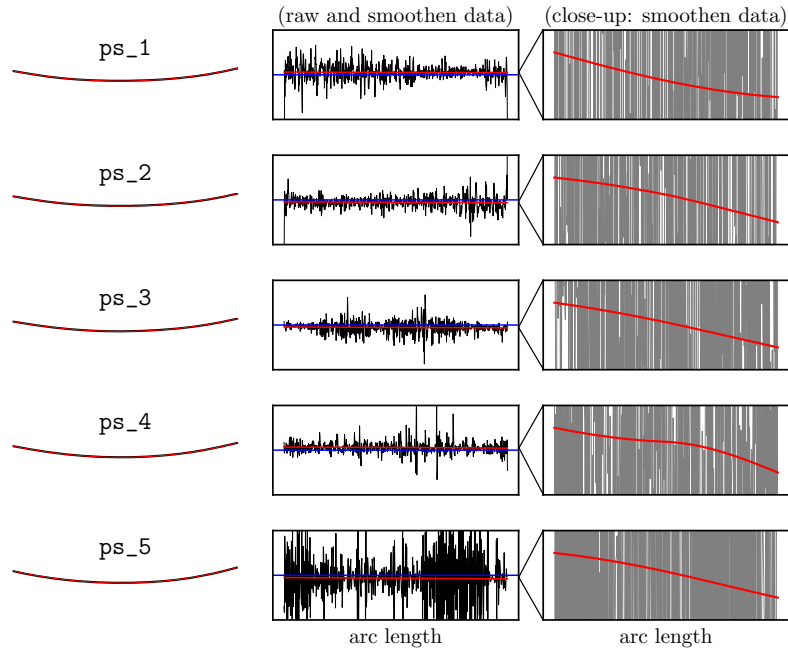 (raw and smoothen data)
(close-up: smoothen data)
ps_1
ps_2
ps_3
ps_4
ps_5
arc length
arc length